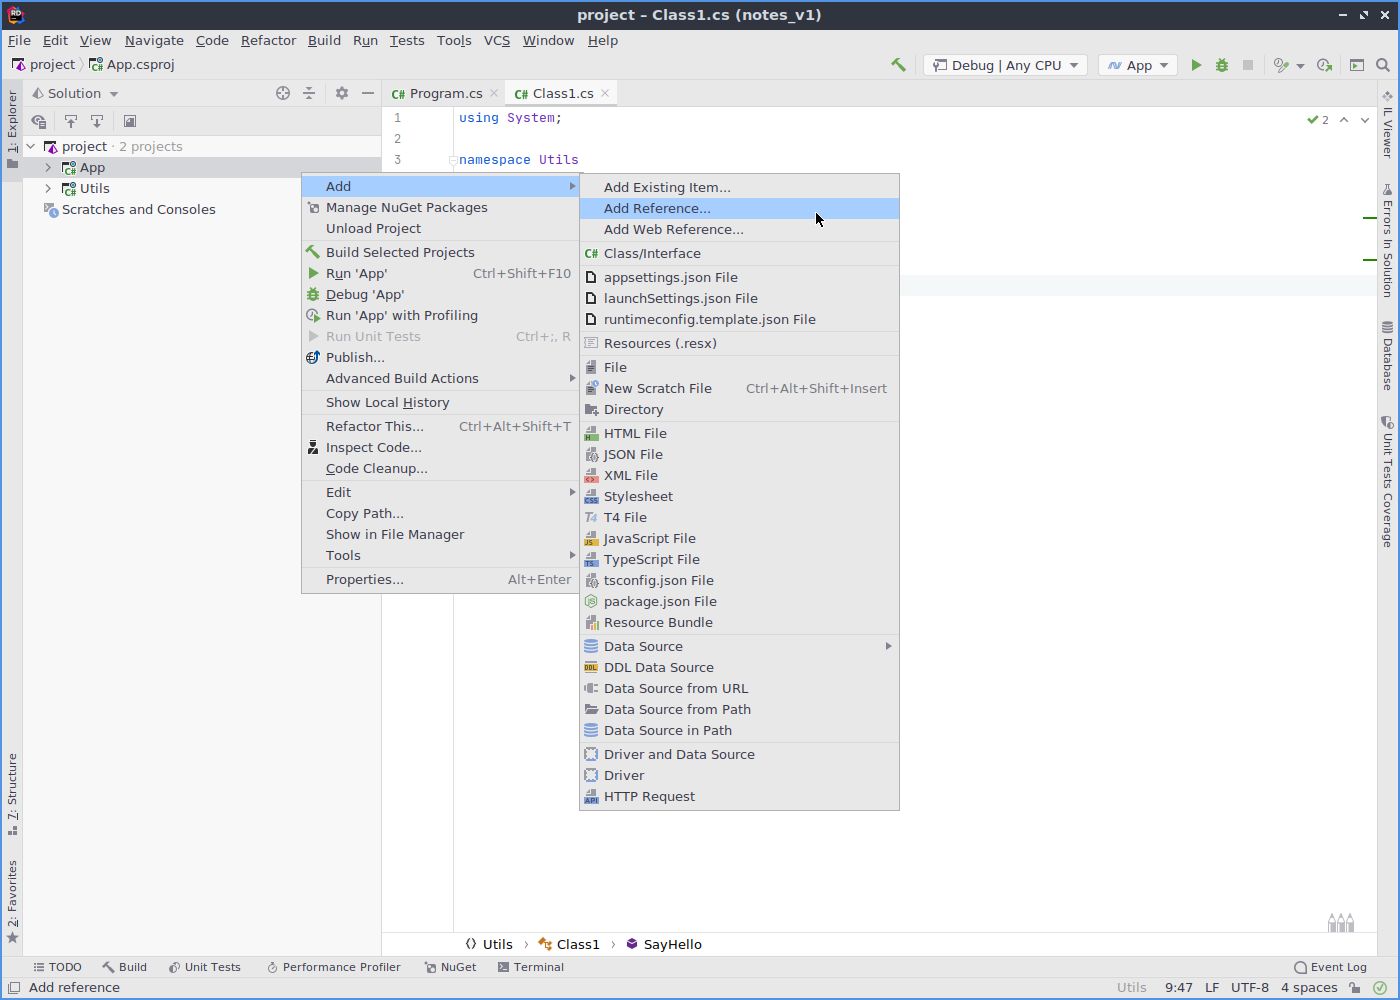 project – Class1.cs (notes_v1)
File Edit View Navigate Code Refactor Build Run Tests Tools VCS Window Help
project App.csproj
Debug | Any CPU
App
1: Explorer
Solution
Program.cs
Class1.cs
1 using System;
2
3 namespace Utils
2
project · 2 projects
App
Utils
Scratches and Consoles
Add
Manage NuGet Packages
Unload Project
Build Selected Projects
Run 'App' Ctrl+Shift+F10
Debug 'App'
Run 'App' with Profiling
Run Unit Tests Ctrl+;, R
Publish...
Advanced Build Actions
Show Local History
Refactor This... Ctrl+Alt+Shift+T
Inspect Code...
Code Cleanup...
Edit
Copy Path...
Show in File Manager
Tools
Properties... Alt+Enter
Add Existing Item...
Add Reference...
Add Web Reference...
C# Class/Interface
appsettings.json File
launchSettings.json File
runtimeconfig.template.json File
Resources (.resx)
File
New Scratch File Ctrl+Alt+Shift+Insert
Directory
HTML File
JSON File
XML File
Stylesheet
T4 File
JavaScript File
TypeScript File
tsconfig.json File
package.json File
Resource Bundle
Data Source
DDL Data Source
Data Source from URL
Data Source from Path
Data Source in Path
Driver and Data Source
Driver
HTTP Request
IL Viewer
Errors In Solution
Database
Unit Tests Coverage
7: Structure
2: Favorites
Utils Class1 SayHello
TODO Build Unit Tests Performance Profiler NuGet Terminal Event Log
Add reference Utils 9:47 LF UTF-8 4 spaces